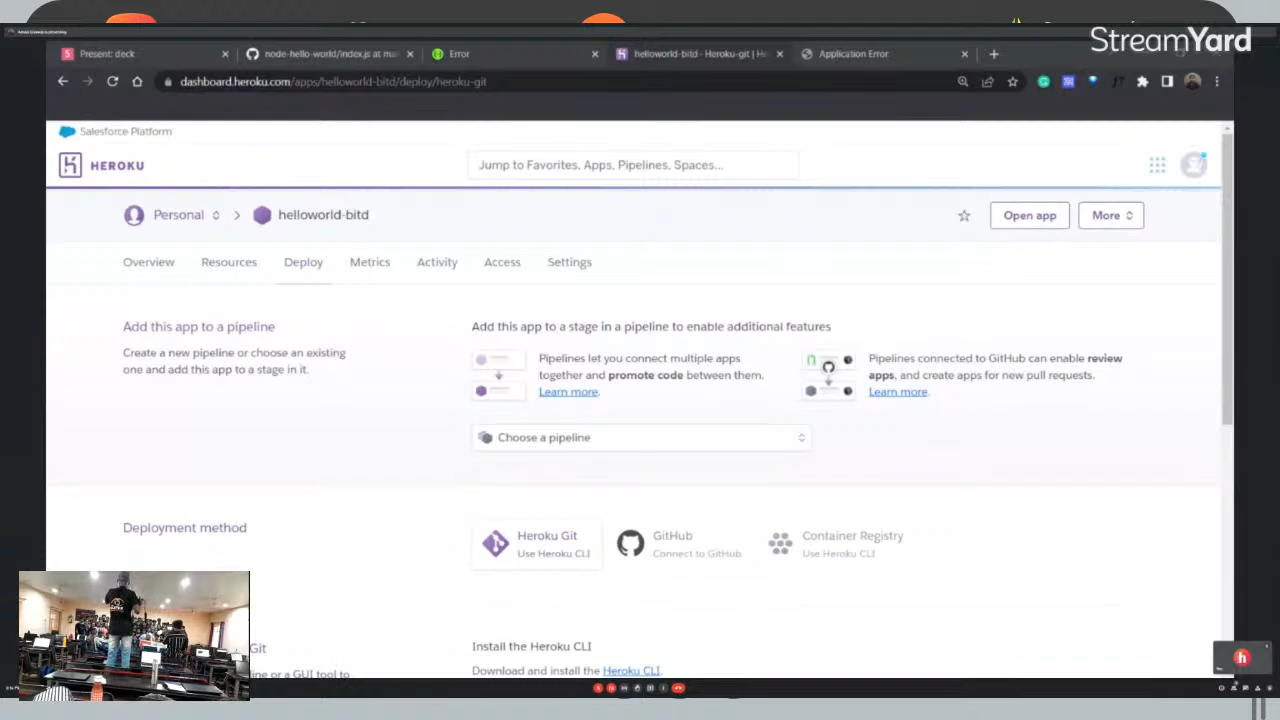 StreamYard
Present: deck
node-hello-world/index.js at ma
Error
helloworld-bitd - Heroku-git | He
Application Error
dashboard.heroku.com/apps/helloworld-bitd/deploy/heroku-git
Salesforce Platform
HEROKU
Jump to Favorites, Apps, Pipelines, Spaces...
Personal
helloworld-bitd
Open app
More
Overview
Resources
Deploy
Metrics
Activity
Access
Settings
Add this app to a pipeline
Create a new pipeline or choose an existing
one and add this app to a stage in it.
Add this app to a stage in a pipeline to enable additional features
Pipelines let you connect multiple apps
together and promote code between them.
Learn more.
Pipelines connected to GitHub can enable review
apps, and create apps for new pull requests.
Learn more.
Choose a pipeline
Deployment method
Heroku Git
Use Heroku CLI
GitHub
Connect to GitHub
Container Registry
Use Heroku CLI
Git
line or a GUI tool to
Install the Heroku CLI
Download and install the Heroku CLI.
h